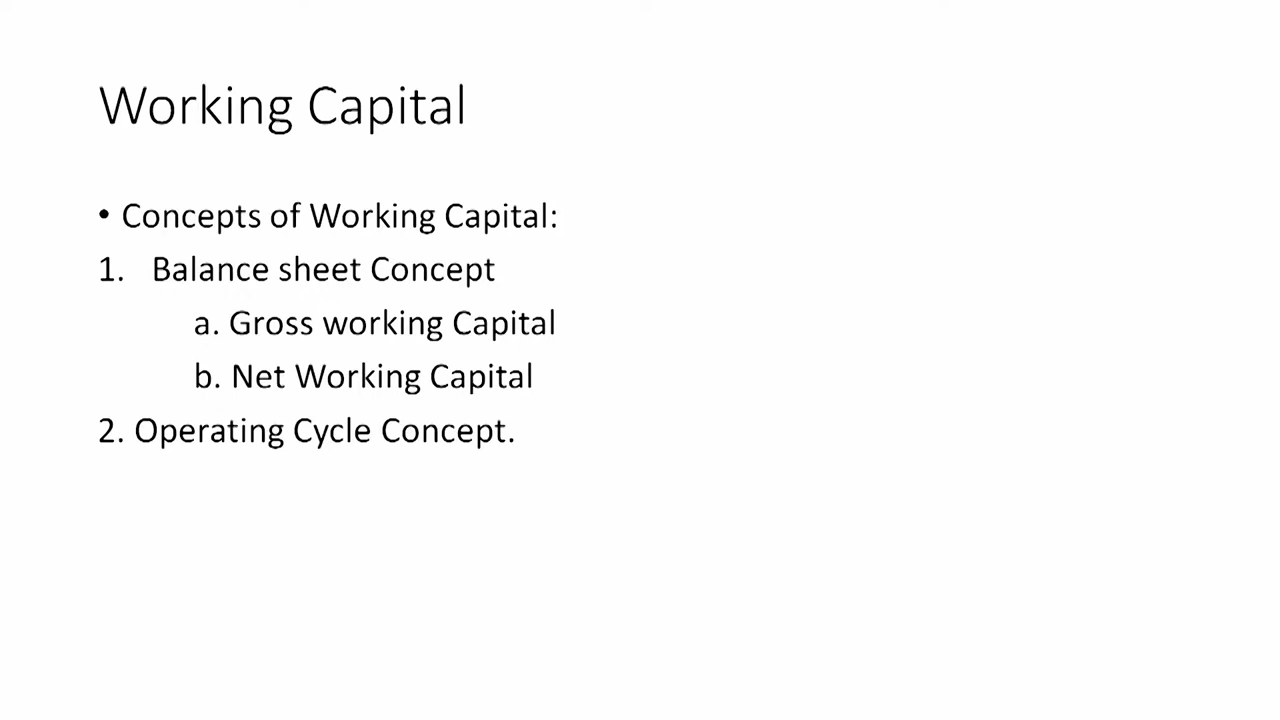 Working Capital
• Concepts of Working Capital:
1. Balance sheet Concept
a. Gross working Capital
b. Net Working Capital
2. Operating Cycle Concept.